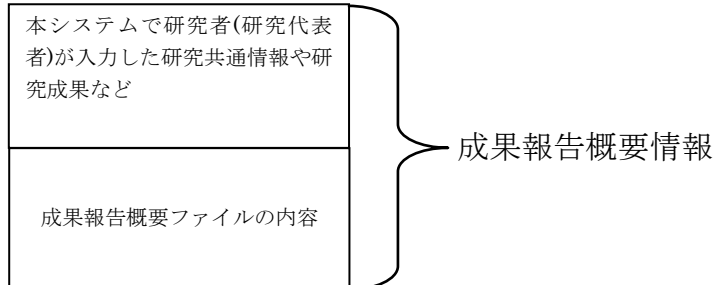 本システムで研究者(研究代表
者)が入力した研究共通情報や研
究成果など
成果報告概要ファイルの内容
成果報告概要情報